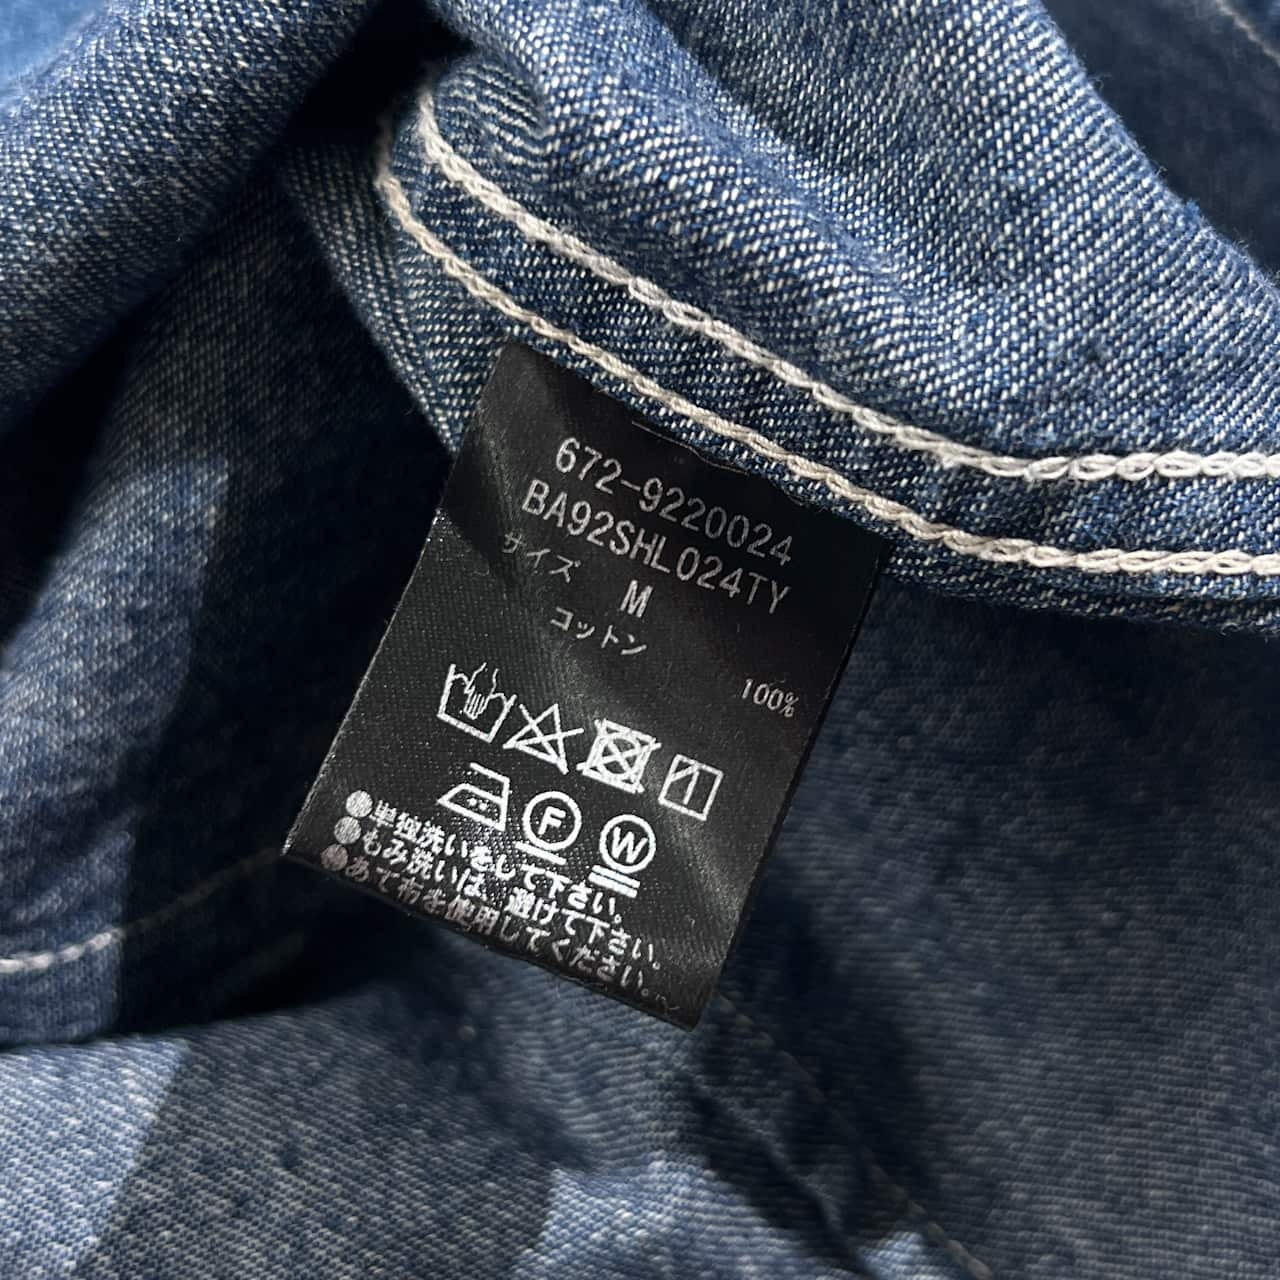 672-9220024
BA92SHL024TY
サイズ M
コットン 100%
F W
●単独洗いをして下さい。
●もみ洗いは、避けて下さい。
●あて布を使用してください。